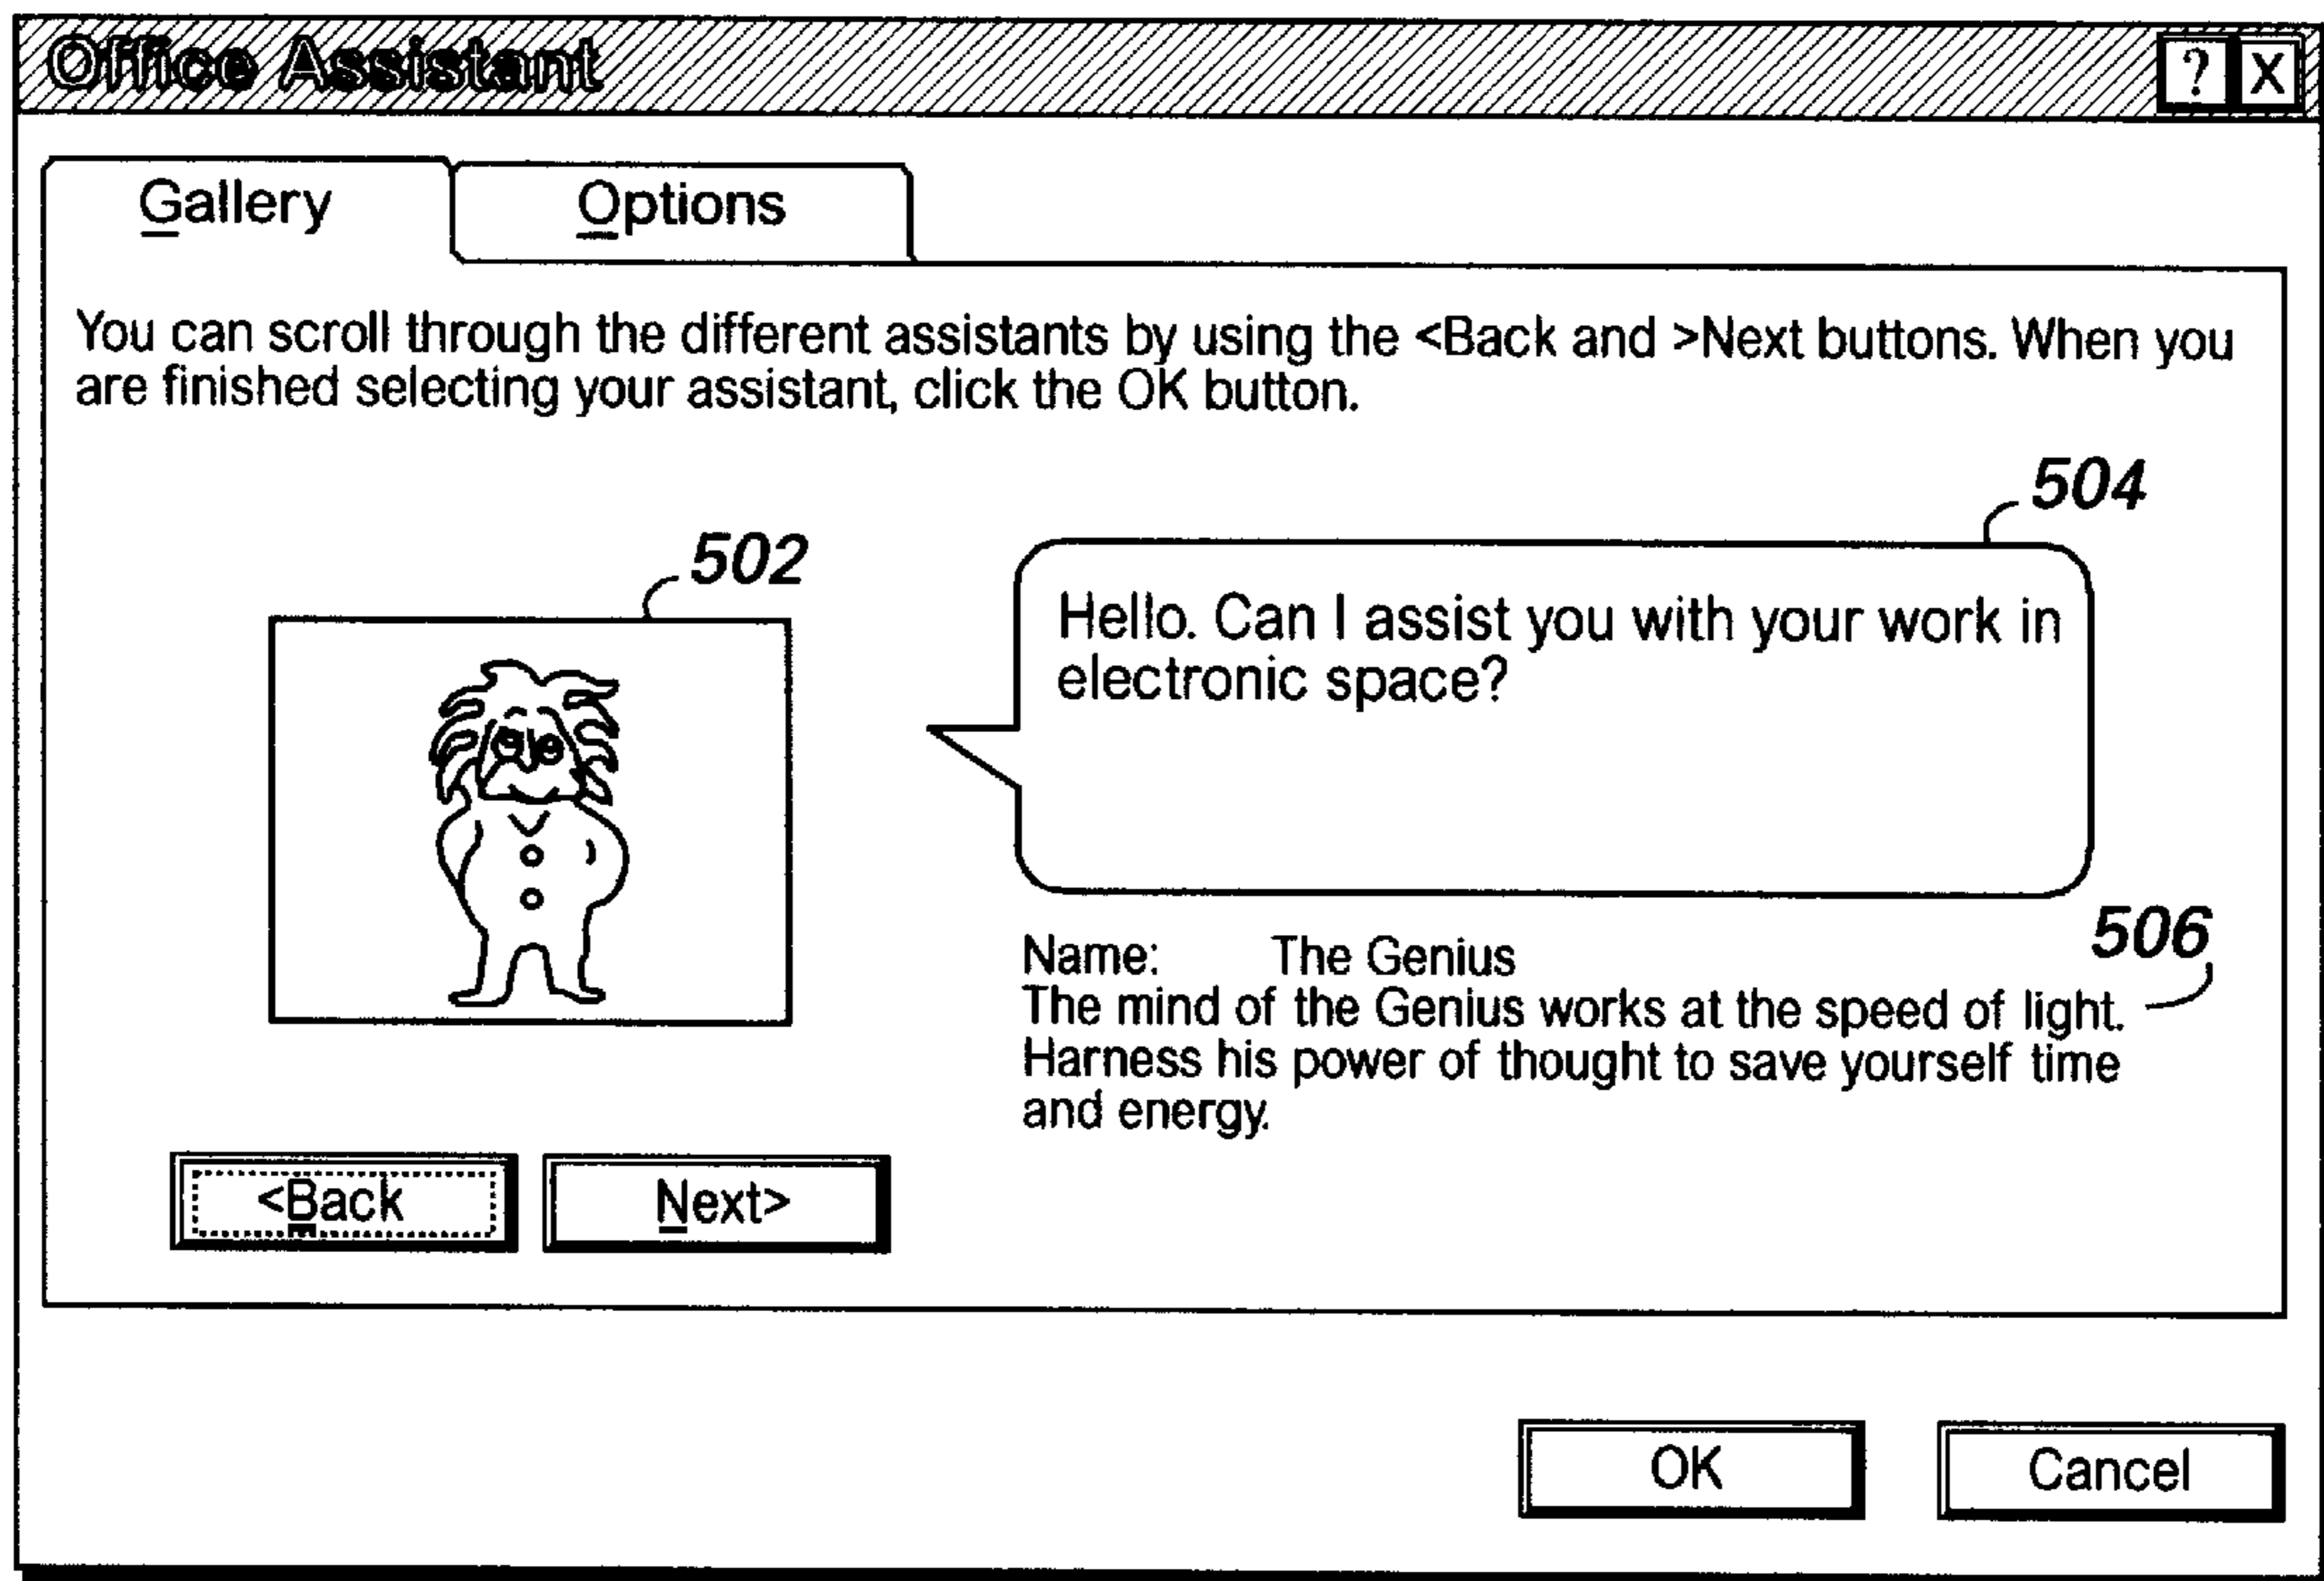 Office Assistant
? X
Gallery Options
You can scroll through the different assistants by using the <Back and >Next buttons. When you
are finished selecting your assistant, click the OK button.
504
502
Hello. Can I assist you with your work in
electronic space?
506
Name: The Genius
The mind of the Genius works at the speed of light.
Harness his power of thought to save yourself time
and energy.
<Back Next>
OK Cancel